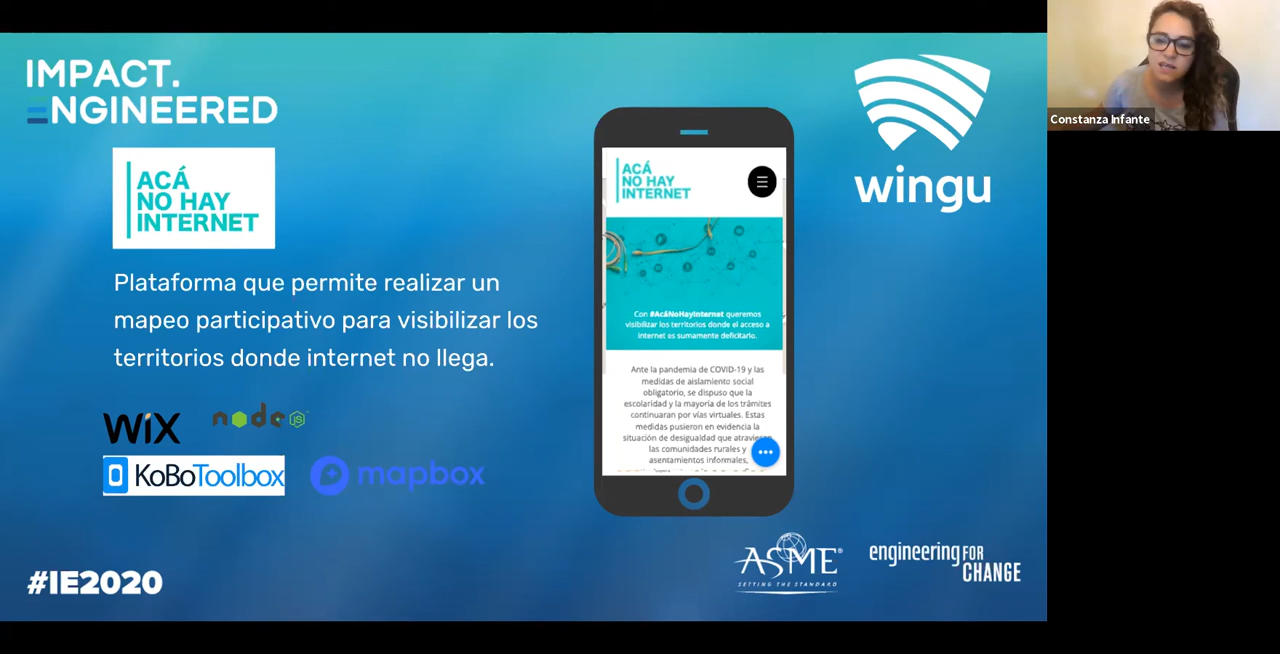 IMPACT.
ENGINEERED
ACÁ
NO HAY
INTERNET
Plataforma que permite realizar un
mapeo participativo para visibilizar los
territorios donde internet no llega.
WiX
node
JS
KoBoToolbox
mapbox
#IE2020
ACÁ
NO HAY
INTERNET
Con #AcáNoHayInternet queremos
visibilizar los territorios donde el acceso a
internet es sumamente deficitario.
Ante la pandemia de COVID-19 y las
medidas de aislamiento social
obligatorio, se dispuso que la
escolaridad y la mayoría de los trámites
continuaran por vías virtuales. Estas
medidas pusieron en evidencia la
situación de desigualdad que
las comunidades rurales y
asentamientos informales,
wingu
ASME®
SETTING THE STANDARD
engineering FOR
CHANGE
Constanza Infante